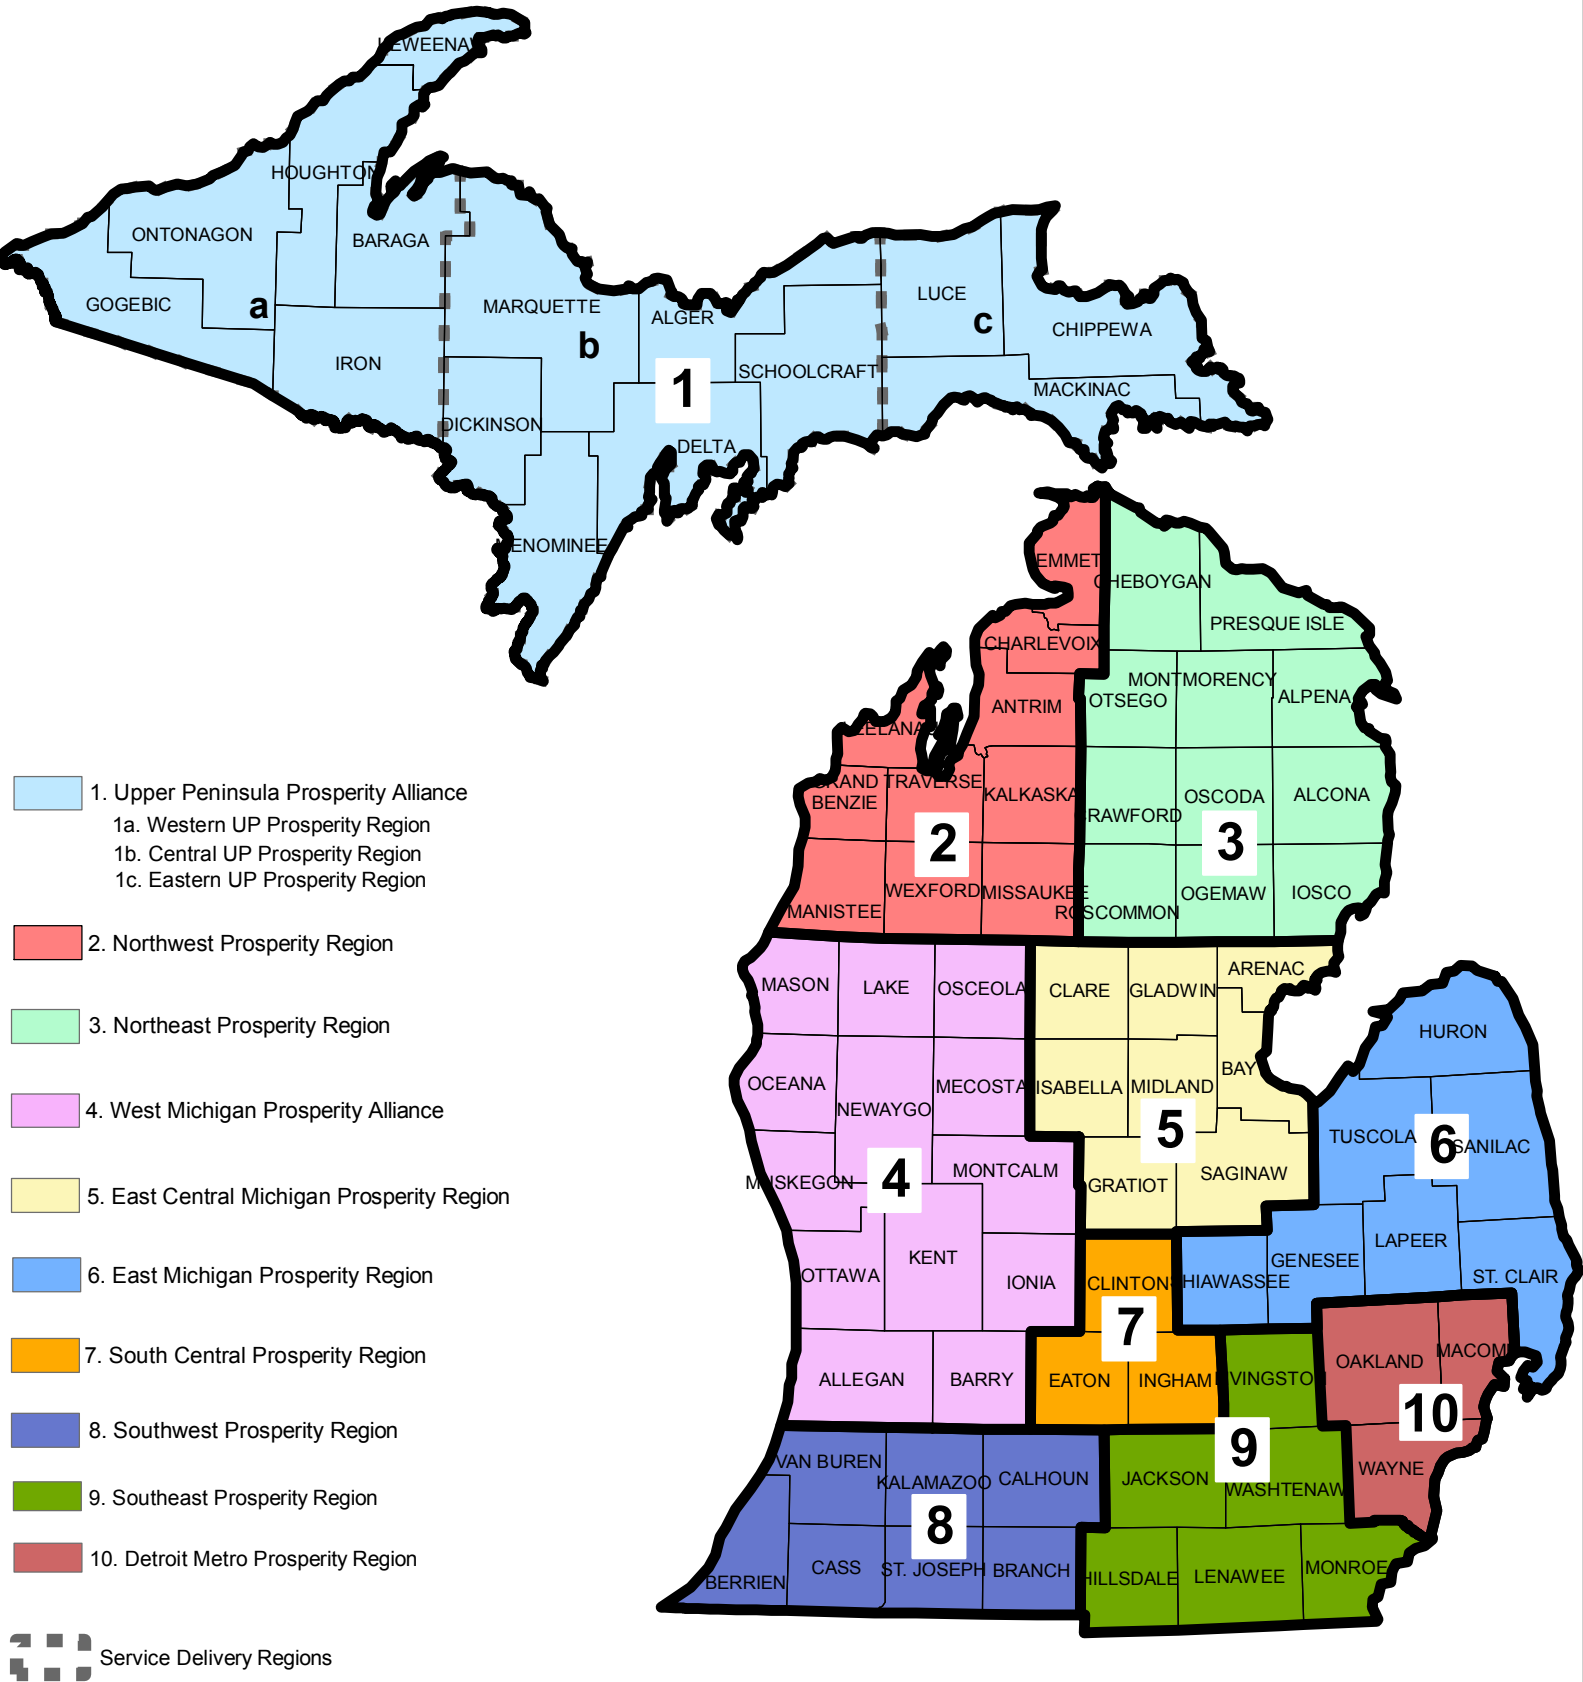 KEWEENAW
HOUGHTON
ONTONAGON
BARAGA
GOGEBIC
a
MARQUETTE
LUCE
ALGER
c
CHIPPEWA
b
IRON
SCHOOLCRAFT
1
MACKINAC
DICKINSON
DELTA
MENOMINEE
EMMET
CHEBOYGAN
PRESQUE ISLE
CHARLEVOIX
MONTMORENCY
ANTRIM
OTSEGO
ALPENA
LEELANAU
GRAND TRAVERSE
BENZIE
KALKASKA
CRAWFORD
OSCODA
ALCONA
2
3
WEXFORD
MISSAUKEE
OGEMAW
IOSCO
MANISTEE
ROSCOMMON
1. Upper Peninsula Prosperity Alliance
1a. Western UP Prosperity Region
1b. Central UP Prosperity Region
1c. Eastern UP Prosperity Region
2. Northwest Prosperity Region
3. Northeast Prosperity Region
4. West Michigan Prosperity Alliance
5. East Central Michigan Prosperity Region
6. East Michigan Prosperity Region
7. South Central Prosperity Region
8. Southwest Prosperity Region
9. Southeast Prosperity Region
10. Detroit Metro Prosperity Region
Service Delivery Regions
MASON
LAKE
OSCEOLA
CLARE
GLADWIN
ARENAC
HURON
OCEANA
NEWAYGO
MECOSTA
ISABELLA
MIDLAND
BAY
5
TUSCOLA
6
SANILAC
MUSKEGON
4
MONTCALM
GRATIOT
SAGINAW
KENT
LAPEER
OTTAWA
IONIA
CLINTON
SHIAWASSEE
GENESEE
ST. CLAIR
7
ALLEGAN
BARRY
EATON
INGHAM
LIVINGSTON
OAKLAND
MACOMB
10
VAN BUREN
KALAMAZOO
CALHOUN
JACKSON
9
WASHTENAW
WAYNE
8
BERRIEN
CASS
ST. JOSEPH
BRANCH
HILLSDALE
LENAWEE
MONROE